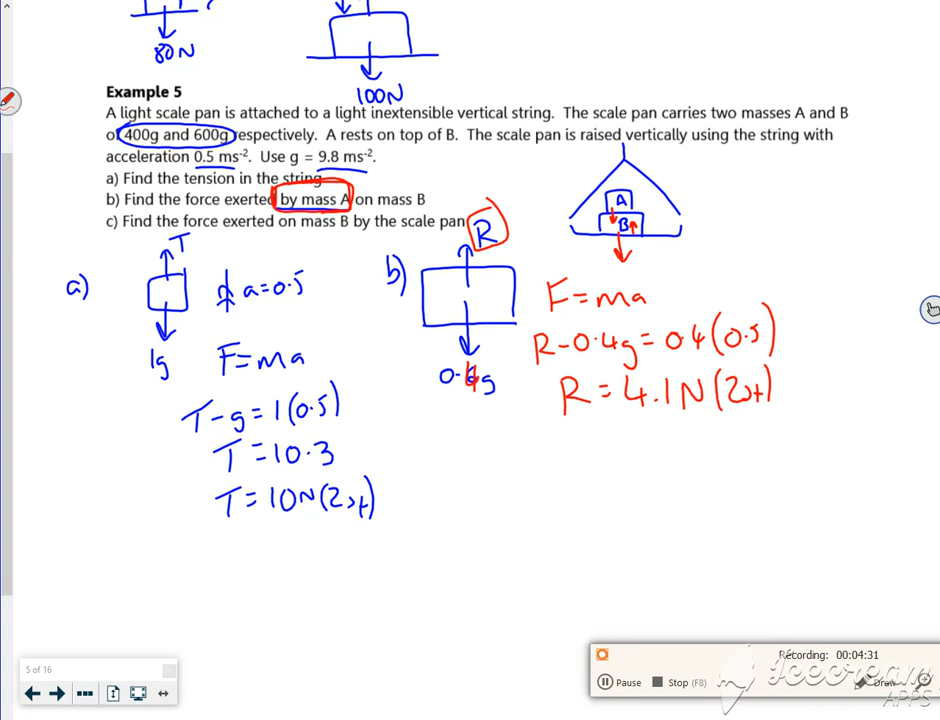 80N
100N
Example 5
A light scale pan is attached to a light inextensible vertical string. The scale pan carries two masses A and B
of 400g and 600g respectively. A rests on top of B. The scale pan is raised vertically using the string with
acceleration 0.5 ms⁻². Use g = 9.8 ms⁻².
a) Find the tension in the string
b) Find the force exerted by mass A on mass B
c) Find the force exerted on mass B by the scale pan
A
B
a)
T
a=0.5
1g
F=ma
T-g=1(0.5)
T=10.3
T=10N(2sf)
b)
R
0.4g
F=ma
R-0.4g=0.4(0.5)
R=4.1N(2sf)
5 of 16
Recording: 00:04:31
Pause
Stop (F8)
Draw
Icecream
APPS